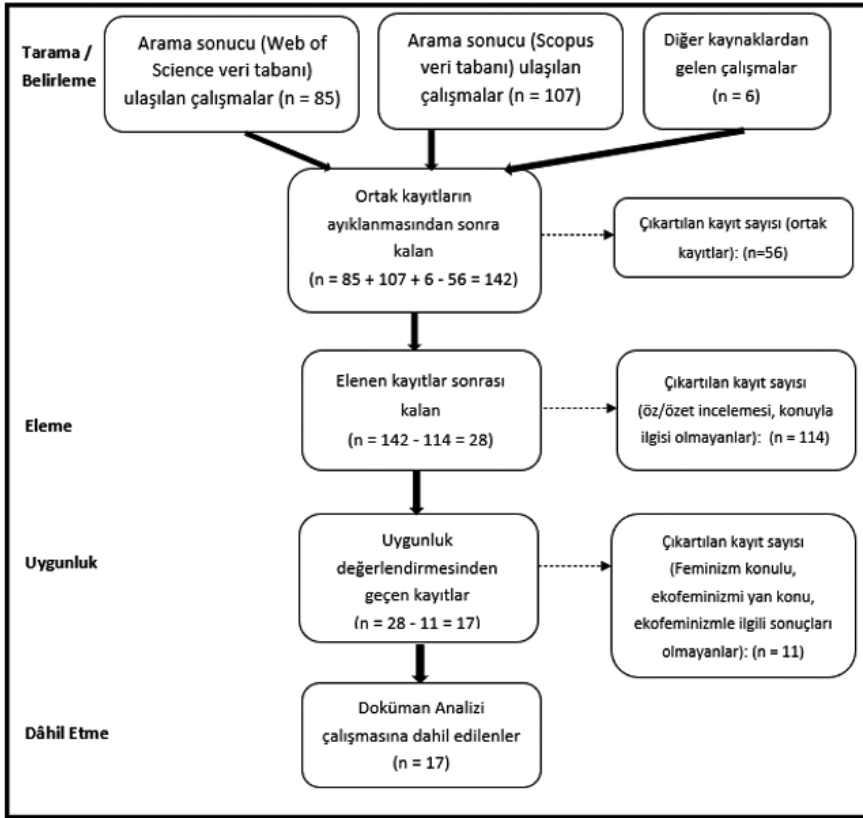 Tarama /
Belirleme
Arama sonucu (Web of
Science veri tabanı)
ulaşılan çalışmalar (n = 85)
Arama sonucu (Scopus
veri tabanı) ulaşılan
çalışmalar (n = 107)
Diğer kaynaklardan
gelen çalışmalar
(n = 6)
Ortak kayıtların
ayıklanmasından sonra
kalan
(n = 85 + 107 + 6 - 56 = 142)
Çıkartılan kayıt sayısı (ortak
kayıtlar): (n=56)
Eleme
Elenen kayıtlar sonrası
kalan
(n = 142 - 114 = 28)
Çıkartılan kayıt sayısı
(öz/özet incelemesi, konuyla
ilgisi olmayanlar): (n = 114)
Uygunluk
Uygunluk
değerlendirmesinden
geçen kayıtlar
(n = 28 - 11 = 17)
Çıkartılan kayıt sayısı
(Feminizm konulu,
ekofeminizmi yan konu,
ekofeminizmle ilgili sonuçları
olmayanlar): (n = 11)
Dâhil Etme
Doküman Analizi
çalışmasına dahil edilenler
(n = 17)